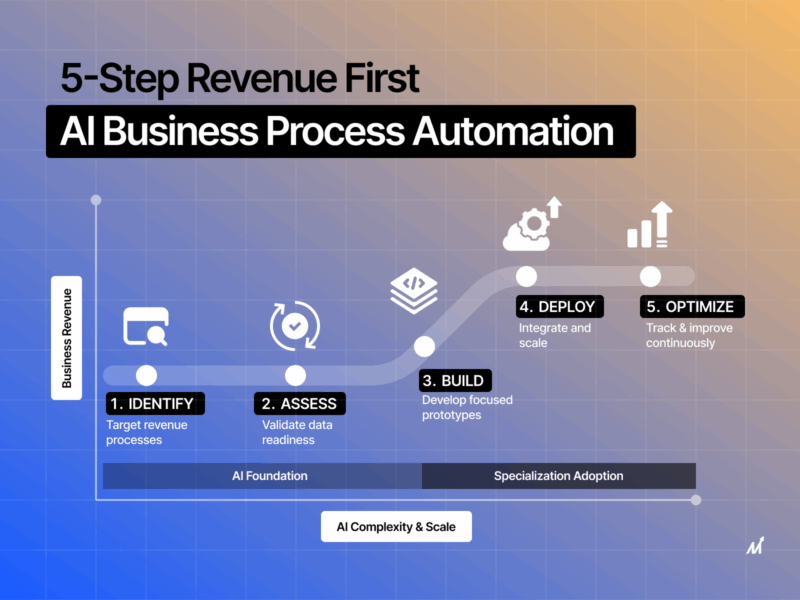 5-Step Revenue First
AI Business Process Automation
Business Revenue
1. IDENTIFY
Target revenue
processes
2. ASSESS
Validate data
readiness
3. BUILD
Develop focused
prototypes
4. DEPLOY
Integrate and
scale
5. OPTIMIZE
Track & improve
continuously
AI Foundation
Specialization Adoption
AI Complexity & Scale